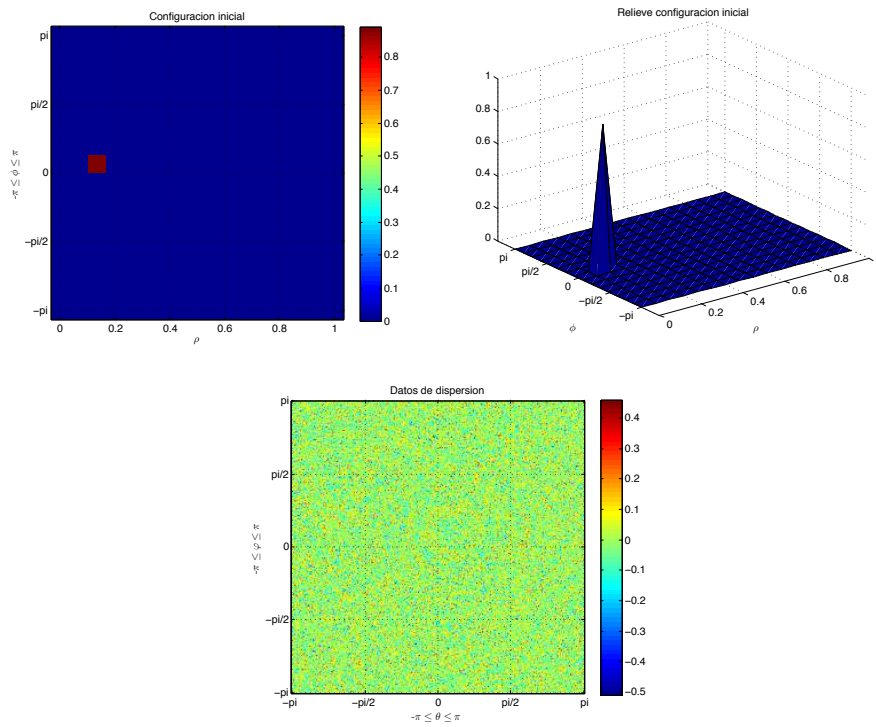 Configuracion inicial
pi
pi/2
0
−pi/2
−pi
-π ≤ ϕ ≤ π
0
0.2
0.4
0.6
0.8
1
ρ
0.8
0.7
0.6
0.5
0.4
0.3
0.2
0.1
0
Relieve configuracion inicial
1
0.8
0.6
0.4
0.2
0
pi
pi/2
0
−pi/2
−pi
ϕ
0
0.2
0.4
0.6
0.8
ρ
Datos de dispersion
pi
pi/2
0
−pi/2
−pi
-π ≤ φ ≤ π
−pi
−pi/2
0
pi/2
pi
-π ≤ θ ≤ π
0.4
0.3
0.2
0.1
0
−0.1
−0.2
−0.3
−0.4
−0.5